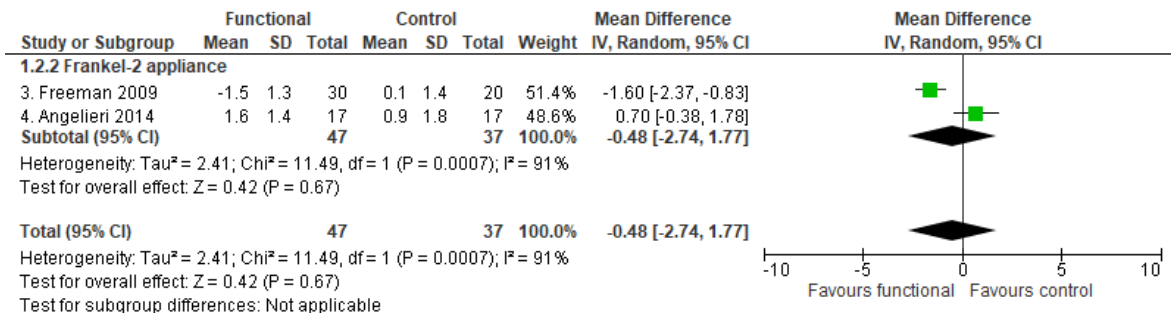 Functional Control Mean Difference Mean Difference
Study or Subgroup Mean SD Total Mean SD Total Weight IV, Random, 95% CI IV, Random, 95% CI
1.2.2 Frankel-2 appliance
3. Freeman 2009 -1.5 1.3 30 0.1 1.4 20 51.4% -1.60 [-2.37, -0.83]
4. Angelieri 2014 1.6 1.4 17 0.9 1.8 17 48.6% 0.70 [-0.38, 1.78]
Subtotal (95% CI) 47 37 100.0% -0.48 [-2.74, 1.77]
Heterogeneity: Tau² = 2.41; Chi² = 11.49, df = 1 (P = 0.0007); I² = 91%
Test for overall effect: Z = 0.42 (P = 0.67)
Total (95% CI) 47 37 100.0% -0.48 [-2.74, 1.77]
Heterogeneity: Tau² = 2.41; Chi² = 11.49, df = 1 (P = 0.0007); I² = 91%
Test for overall effect: Z = 0.42 (P = 0.67)
Test for subgroup differences: Not applicable
-10 -5 0 5 10
Favours functional Favours control